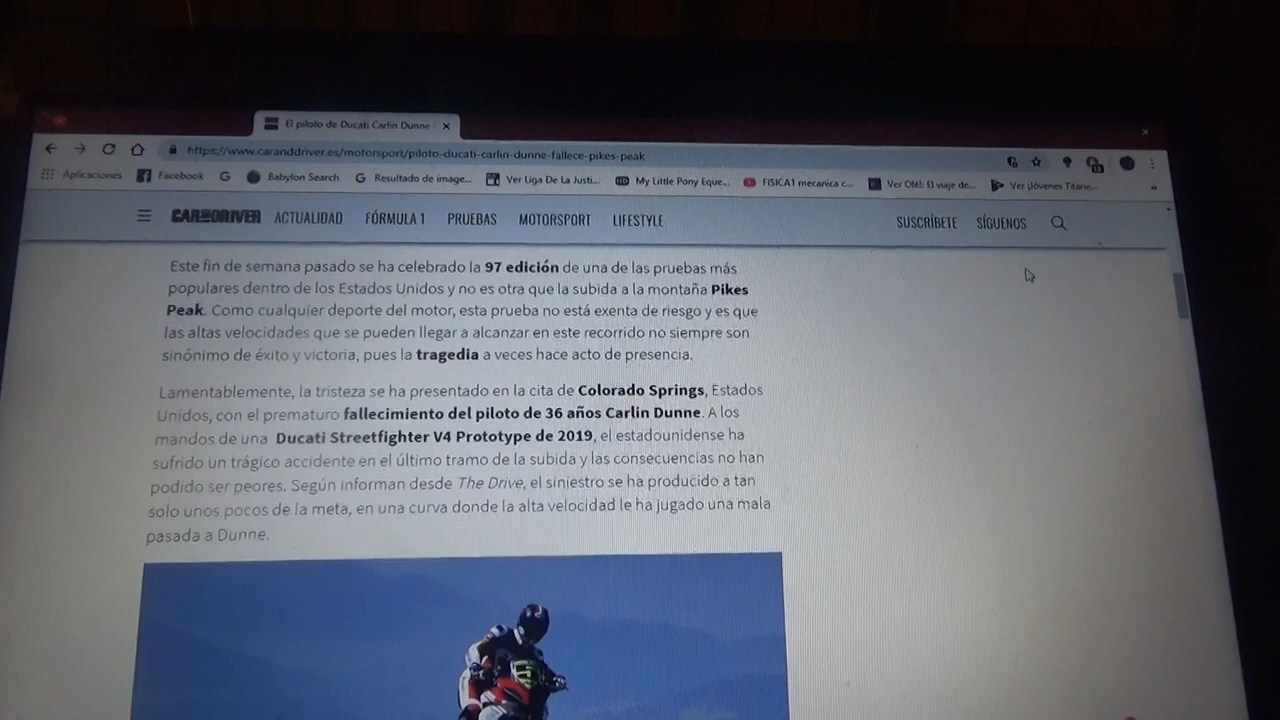 El piloto de Ducati Carlin Dunne
https://www.caranddriver.es/motorsport/piloto-ducati-carlin-dunne-fallece-pikes-peak
Aplicaciones Facebook Babylon Search Resultado de image... Ver Liga De La Justi... My Little Pony Eque... FISICA1 mecanica c... Ver Olé!: El viaje de... Ver ¡Jóvenes Titane...
CAR AND DRIVER ACTUALIDAD FÓRMULA 1 PRUEBAS MOTORSPORT LIFESTYLE SUSCRÍBETE SÍGUENOS
Este fin de semana pasado se ha celebrado la 97 edición de una de las pruebas más
populares dentro de los Estados Unidos y no es otra que la subida a la montaña Pikes
Peak. Como cualquier deporte del motor, esta prueba no está exenta de riesgo y es que
las altas velocidades que se pueden llegar a alcanzar en este recorrido no siempre son
sinónimo de éxito y victoria, pues la tragedia a veces hace acto de presencia.
Lamentablemente, la tristeza se ha presentado en la cita de Colorado Springs, Estados
Unidos, con el prematuro fallecimiento del piloto de 36 años Carlin Dunne. A los
mandos de una Ducati Streetfighter V4 Prototype de 2019, el estadounidense ha
sufrido un trágico accidente en el último tramo de la subida y las consecuencias no han
podido ser peores. Según informan desde The Drive, el siniestro se ha producido a tan
solo unos pocos de la meta, en una curva donde la alta velocidad le ha jugado una mala
pasada a Dunne.